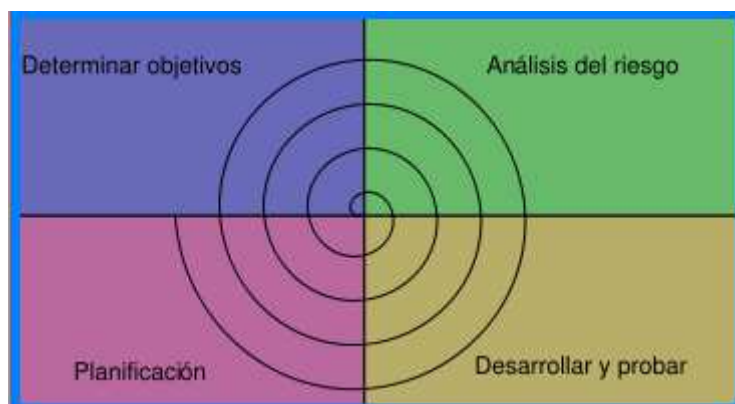 Determinar objetivos
Análisis del riesgo
Planificación
Desarrollar y probar